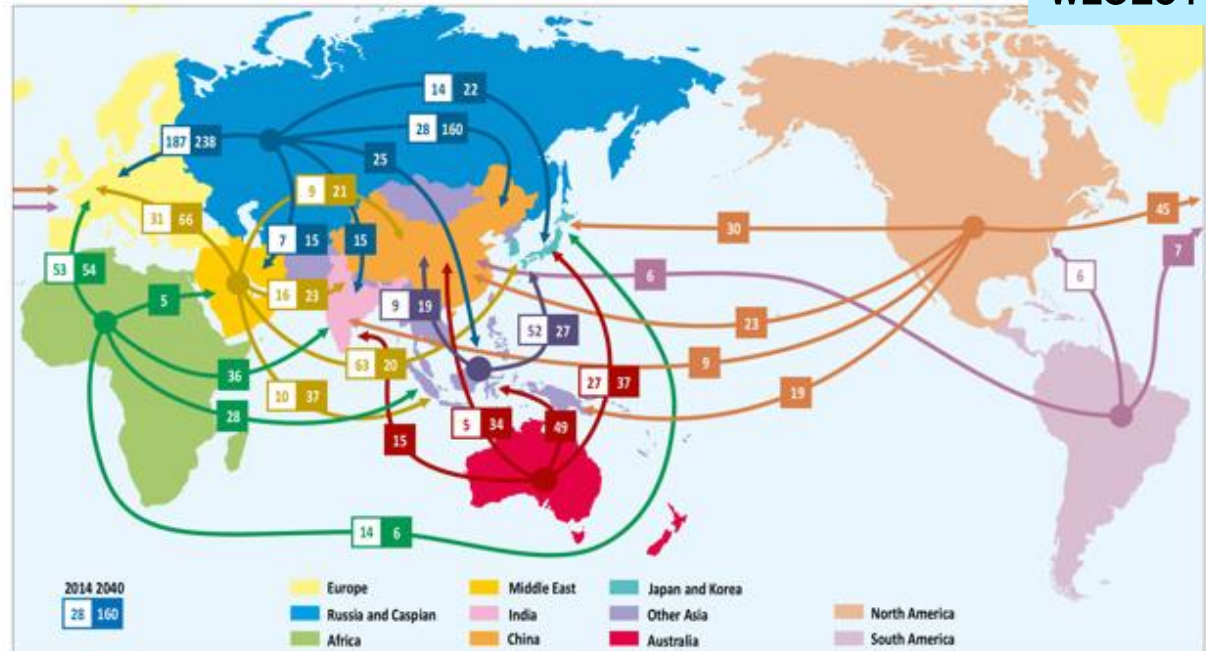 14 22
187 238
28 160
25
9 21
31 66
7 15
15
53 54
5
16 23
9 19
52 27
36
63 20
10 37
28
27 37
5 34
49
15
14 6
30
45
7
6
6
23
9
19
2014 2040
28 160
Europe
Russia and Caspian
Africa
Middle East
India
China
Japan and Korea
Other Asia
Australia
North America
South America